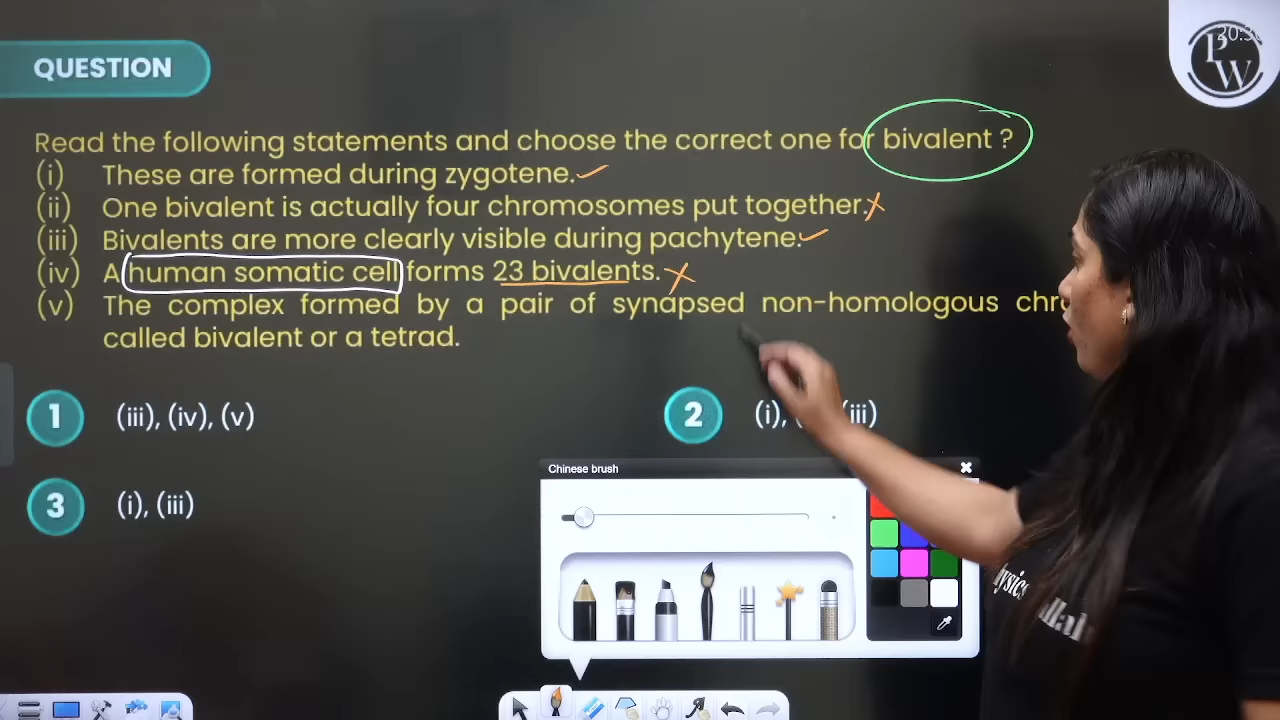 QUESTION
20:3
P
W
Read the following statements and choose the correct one for bivalent ?
(i) These are formed during zygotene.
(ii) One bivalent is actually four chromosomes put together.
(iii) Bivalents are more clearly visible during pachytene.
(iv) A human somatic cell forms 23 bivalents.
(v) The complex formed by a pair of synapsed non-homologous
called bivalent or a tetrad.
1 (iii), (iv), (v)
2 (i), (iii)
3 (i), (iii)
Chinese brush